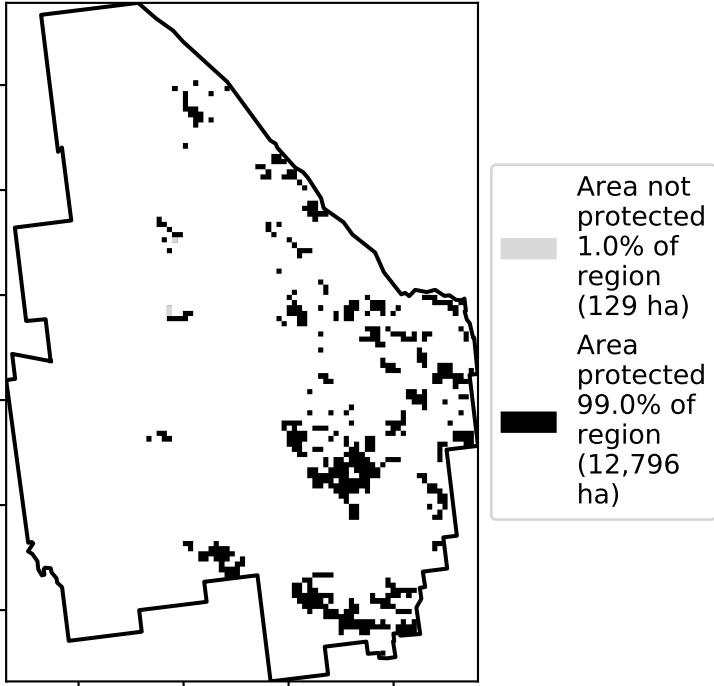 Area not
protected
1.0% of
region
(129 ha)
Area
protected
99.0% of
region
(12,796
ha)